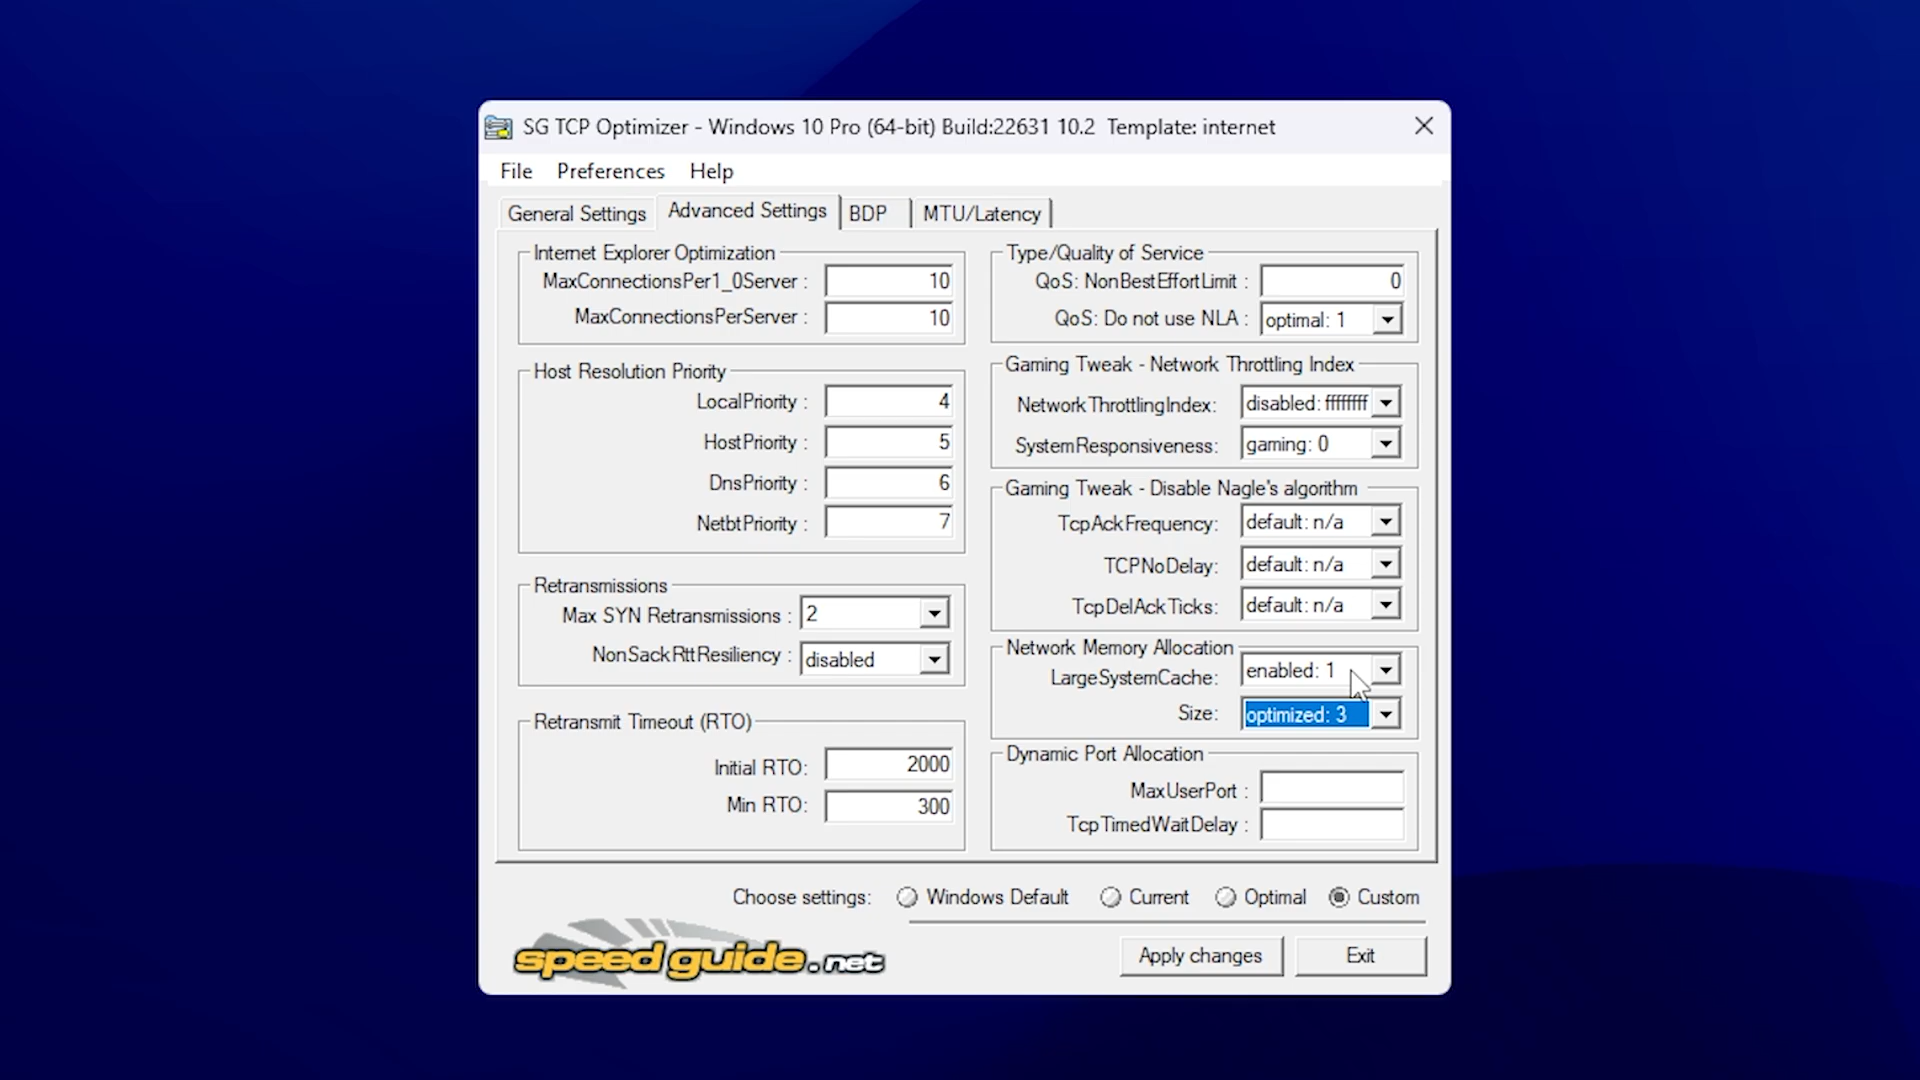 SG TCP Optimizer - Windows 10 Pro (64-bit) Build:22631 10.2 Template: internet
File Preferences Help
General Settings Advanced Settings BDP MTU/Latency
Internet Explorer Optimization
MaxConnectionsPer1_0Server : 10
MaxConnectionsPerServer : 10
Host Resolution Priority
LocalPriority : 4
HostPriority : 5
DnsPriority : 6
NetbtPriority : 7
Retransmissions
Max SYN Retransmissions : 2
NonSackRttResiliency : disabled
Retransmit Timeout (RTO)
Initial RTO: 2000
Min RTO: 300
Type/Quality of Service
QoS: NonBestEffortLimit : 0
QoS: Do not use NLA : optimal: 1
Gaming Tweak - Network Throttling Index
NetworkThrottlingIndex: disabled: ffffffff
SystemResponsiveness: gaming: 0
Gaming Tweak - Disable Nagle's algorithm
TcpAckFrequency: default: n/a
TCPNoDelay: default: n/a
TcpDelAckTicks: default: n/a
Network Memory Allocation
LargeSystemCache: enabled: 1
Size: optimized: 3
Dynamic Port Allocation
MaxUserPort :
TcpTimedWaitDelay :
Choose settings: Windows Default Current Optimal Custom
speedguide.net
Apply changes Exit